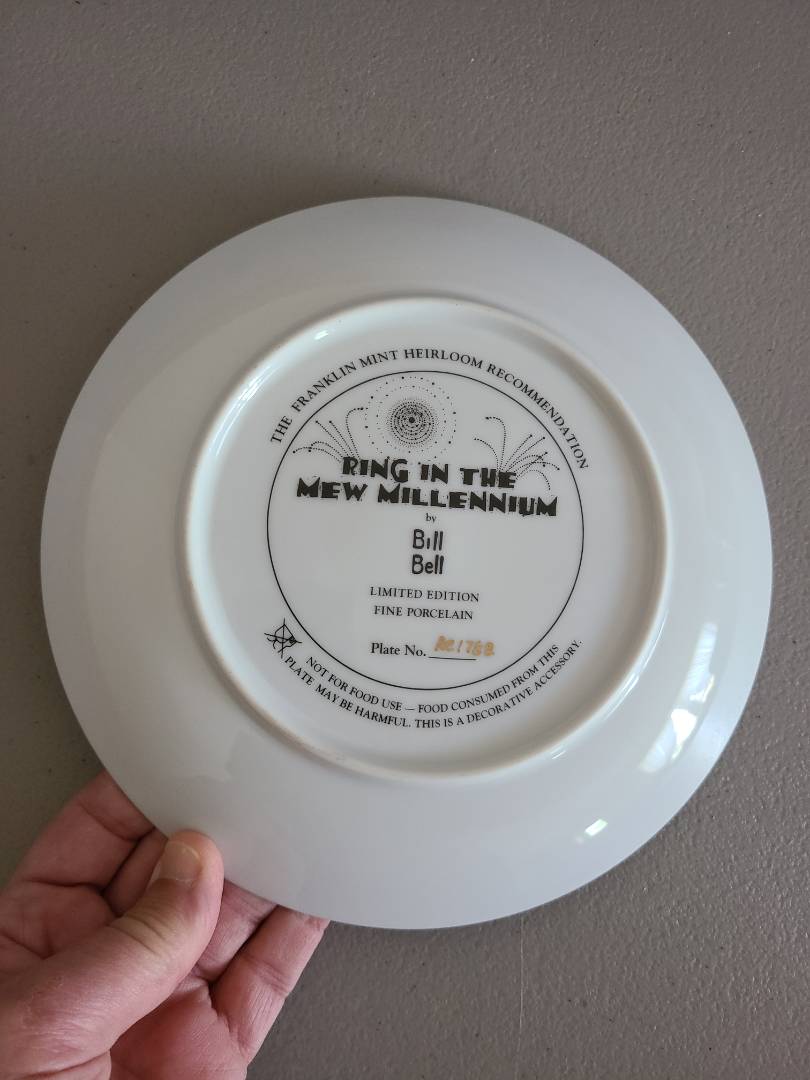 THE FRANKLIN MINT HEIRLOOM RECOMMENDATION
RING IN THE
MEW MILLENNIUM
by
Bill
Bell
LIMITED EDITION
FINE PORCELAIN
Plate No.
NOT FOR FOOD USE — FOOD CONSUMED FROM THIS
PLATE MAY BE HARMFUL. THIS IS A DECORATIVE ACCESSORY.